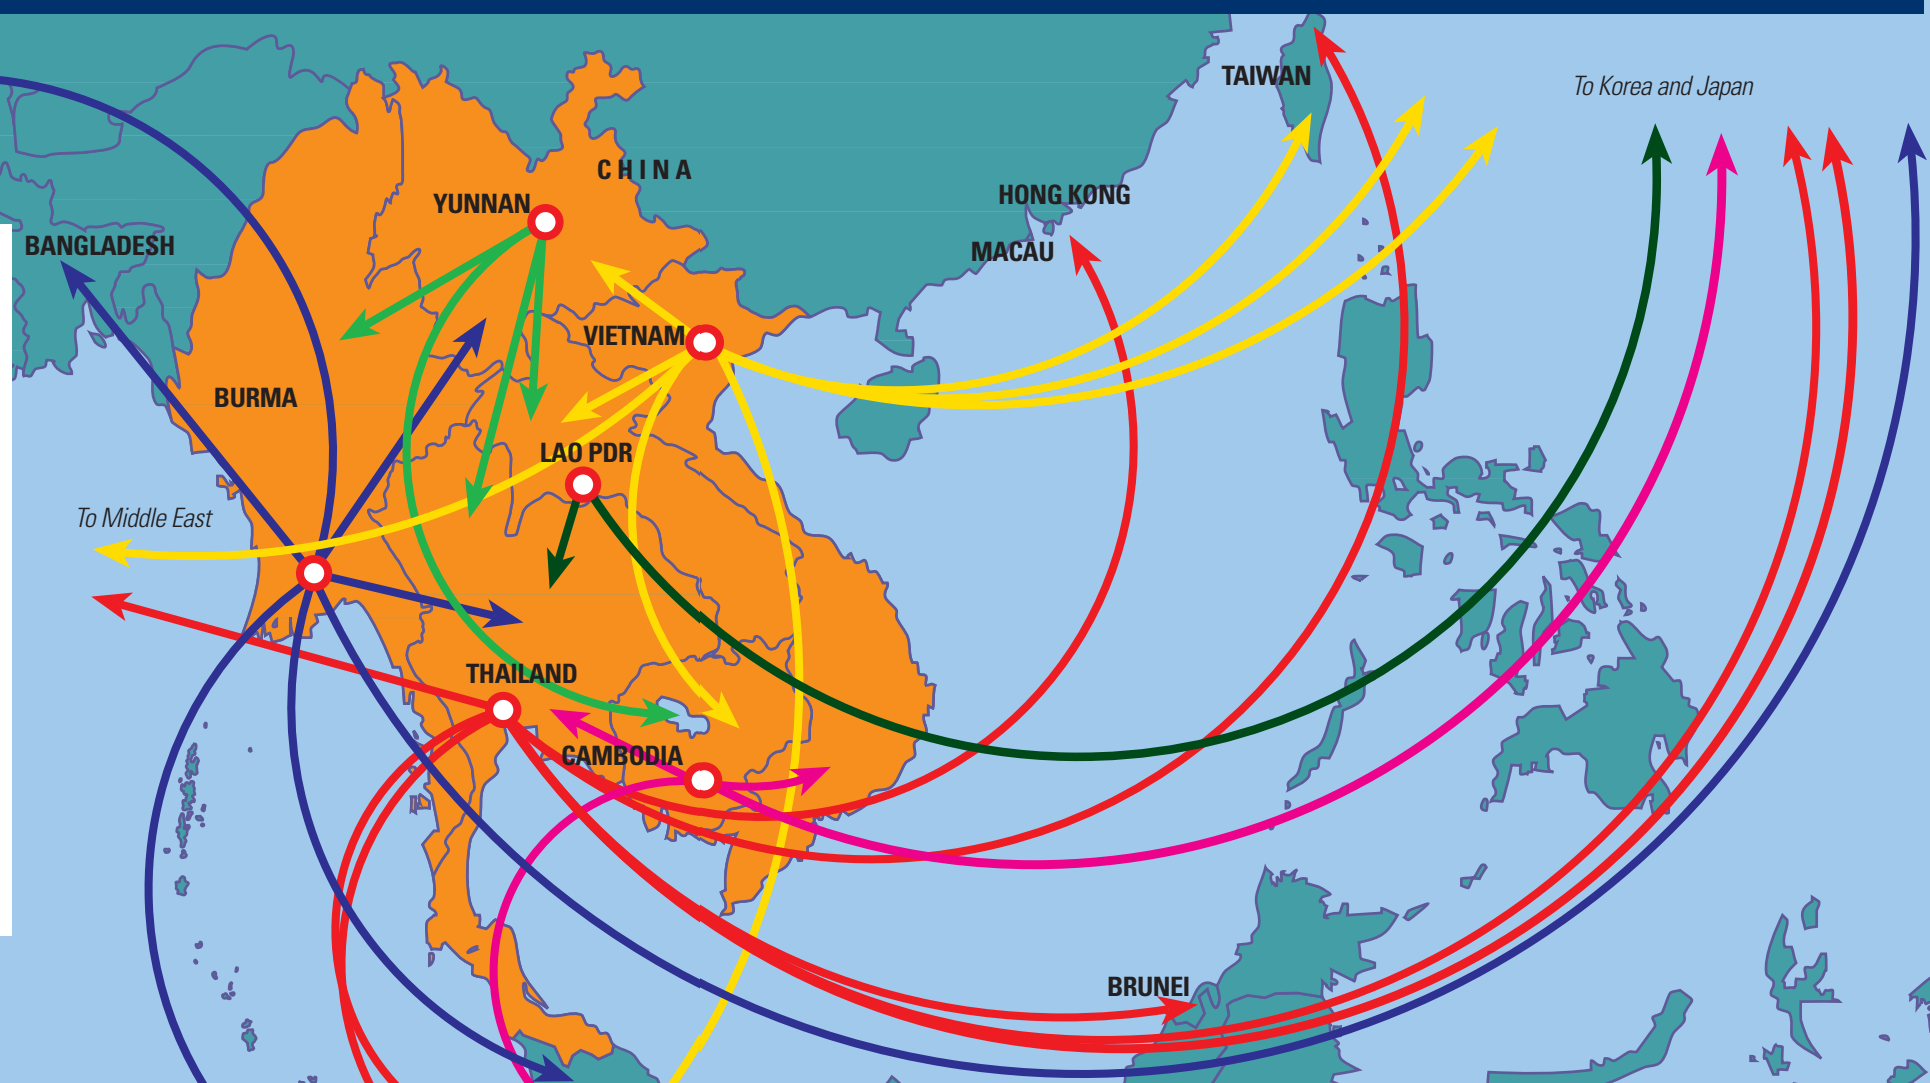 TAIWAN
To Korea and Japan
CHINA
YUNNAN
HONG KONG
BANGLADESH
MACAU
VIETNAM
BURMA
LAO PDR
To Middle East
THAILAND
CAMBODIA
BRUNEI